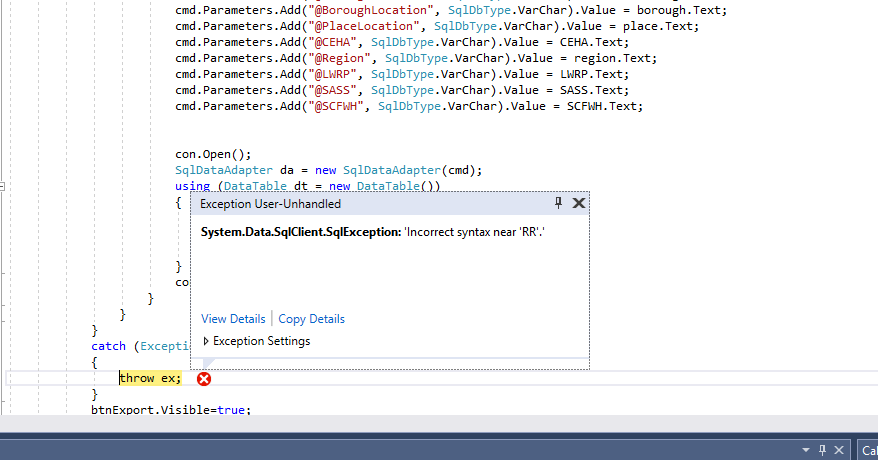 cmd.Parameters.Add("@BoroughLocation", SqlDbType.VarChar).Value = borough.Text;
cmd.Parameters.Add("@PlaceLocation", SqlDbType.VarChar).Value = place.Text;
cmd.Parameters.Add("@CEHA", SqlDbType.VarChar).Value = CEHA.Text;
cmd.Parameters.Add("@Region", SqlDbType.VarChar).Value = region.Text;
cmd.Parameters.Add("@LWRP", SqlDbType.VarChar).Value = LWRP.Text;
cmd.Parameters.Add("@SASS", SqlDbType.VarChar).Value = SASS.Text;
cmd.Parameters.Add("@SCFWH", SqlDbType.VarChar).Value = SCFWH.Text;
con.Open();
SqlDataAdapter da = new SqlDataAdapter(cmd);
using (DataTable dt = new DataTable())
{
Exception User-Unhandled
System.Data.SqlClient.SqlException: 'Incorrect syntax near 'RR'.'
}
co
View Details | Copy Details
Exception Settings
}
}
}
catch (Excepti
{
throw ex;
}
btnExport.Visible=true;
Cal